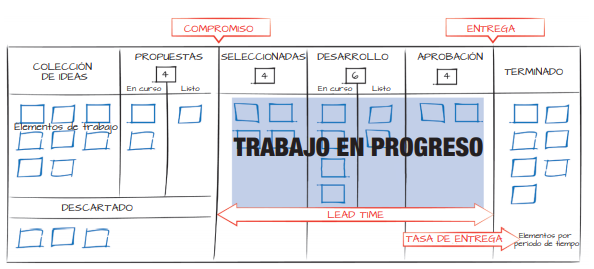 COMPROMISO
ENTREGA
COLECCIÓN
DE IDEAS
PROPUESTAS
4
En curso
Listo
SELECCIONADAS
4
DESARROLLO
6
En curso
Listo
APROBACIÓN
4
TERMINADO
Elementos de trabajo
TRABAJO EN PROGRESO
DESCARTADO
LEAD TIME
TASA DE ENTREGA
Elementos por
periodo de tiempo